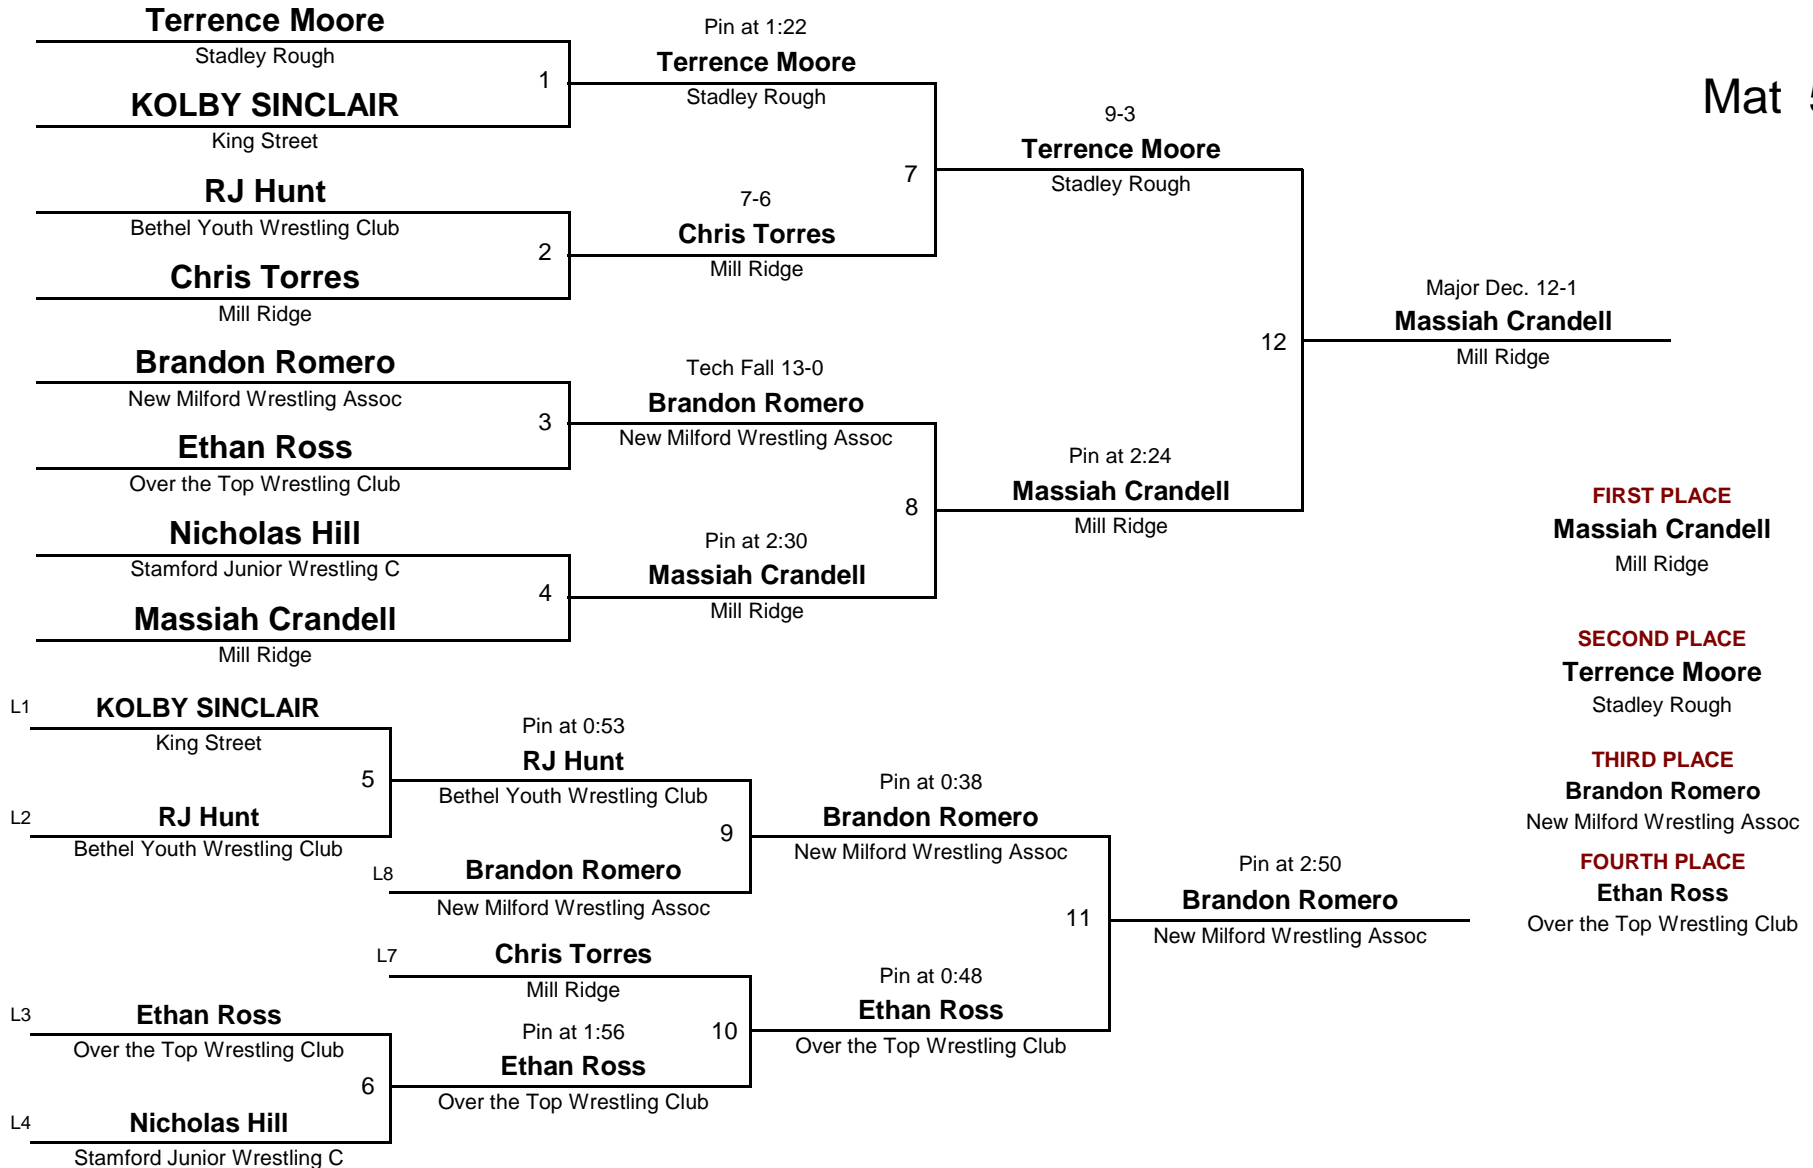 Terrence Moore
Stadley Rough
1
KOLBY SINCLAIR
King Street
RJ Hunt
Bethel Youth Wrestling Club
2
Chris Torres
Mill Ridge
Brandon Romero
New Milford Wrestling Assoc
3
Ethan Ross
Over the Top Wrestling Club
Nicholas Hill
Stamford Junior Wrestling C
4
Massiah Crandell
Mill Ridge
Pin at 1:22
Terrence Moore
Stadley Rough
7
7-6
Chris Torres
Mill Ridge
Tech Fall 13-0
Brandon Romero
New Milford Wrestling Assoc
8
Pin at 2:30
Massiah Crandell
Mill Ridge
9-3
Terrence Moore
Stadley Rough
12
Pin at 2:24
Massiah Crandell
Mill Ridge
Major Dec. 12-1
Massiah Crandell
Mill Ridge
Mat 5
L1 KOLBY SINCLAIR
King Street
5
L2 RJ Hunt
Bethel Youth Wrestling Club
L3 Ethan Ross
Over the Top Wrestling Club
6
L4 Nicholas Hill
Stamford Junior Wrestling C
Pin at 0:53
RJ Hunt
Bethel Youth Wrestling Club
9
L8 Brandon Romero
New Milford Wrestling Assoc
L7 Chris Torres
Mill Ridge
10
Pin at 1:56
Ethan Ross
Over the Top Wrestling Club
Pin at 0:38
Brandon Romero
New Milford Wrestling Assoc
11
Pin at 0:48
Ethan Ross
Over the Top Wrestling Club
Pin at 2:50
Brandon Romero
New Milford Wrestling Assoc
FIRST PLACE
Massiah Crandell
Mill Ridge
SECOND PLACE
Terrence Moore
Stadley Rough
THIRD PLACE
Brandon Romero
New Milford Wrestling Assoc
FOURTH PLACE
Ethan Ross
Over the Top Wrestling Club